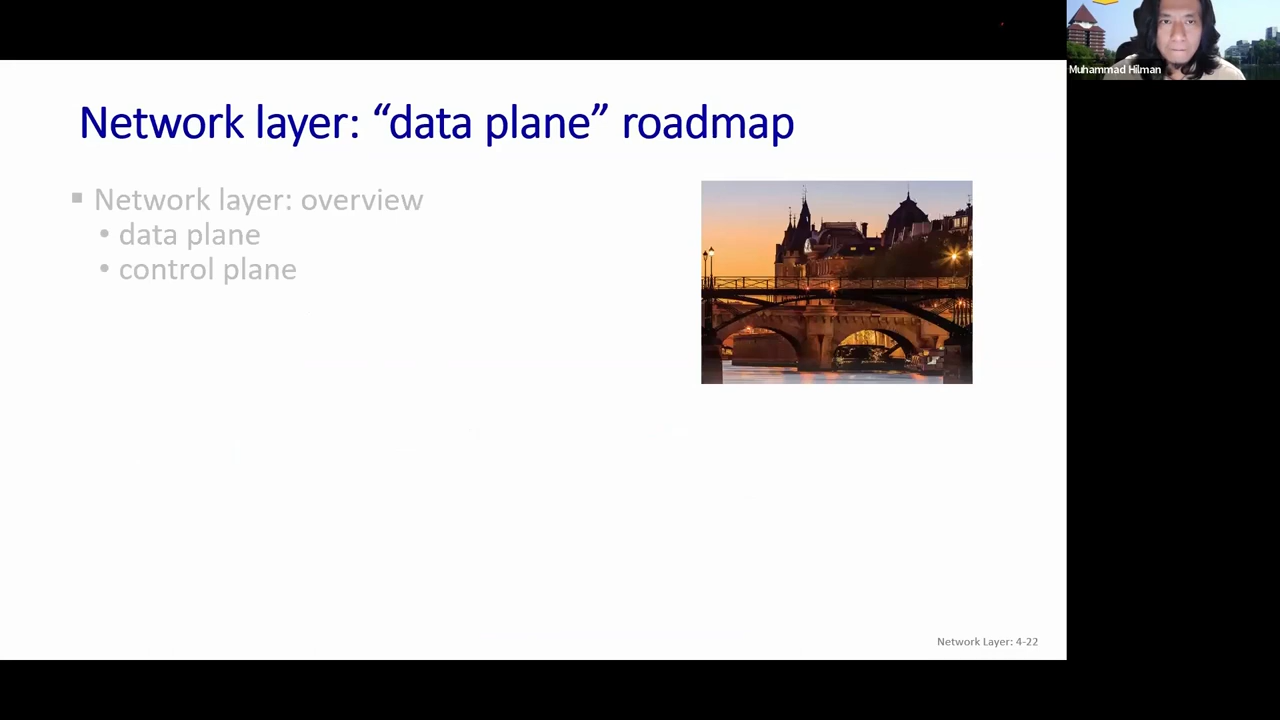 Muhammad Hilman
Network layer: “data plane” roadmap
▪ Network layer: overview
• data plane
• control plane
Network Layer: 4-22